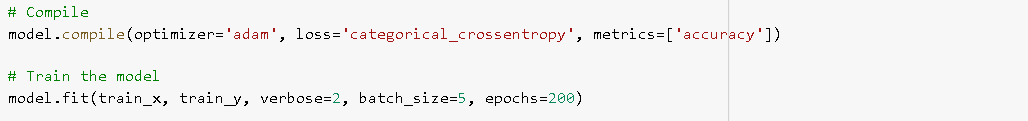 # Compile
model.compile(optimizer='adam', loss='categorical_crossentropy', metrics=['accuracy'])
# Train the model
model.fit(train_x, train_y, verbose=2, batch_size=5, epochs=200)